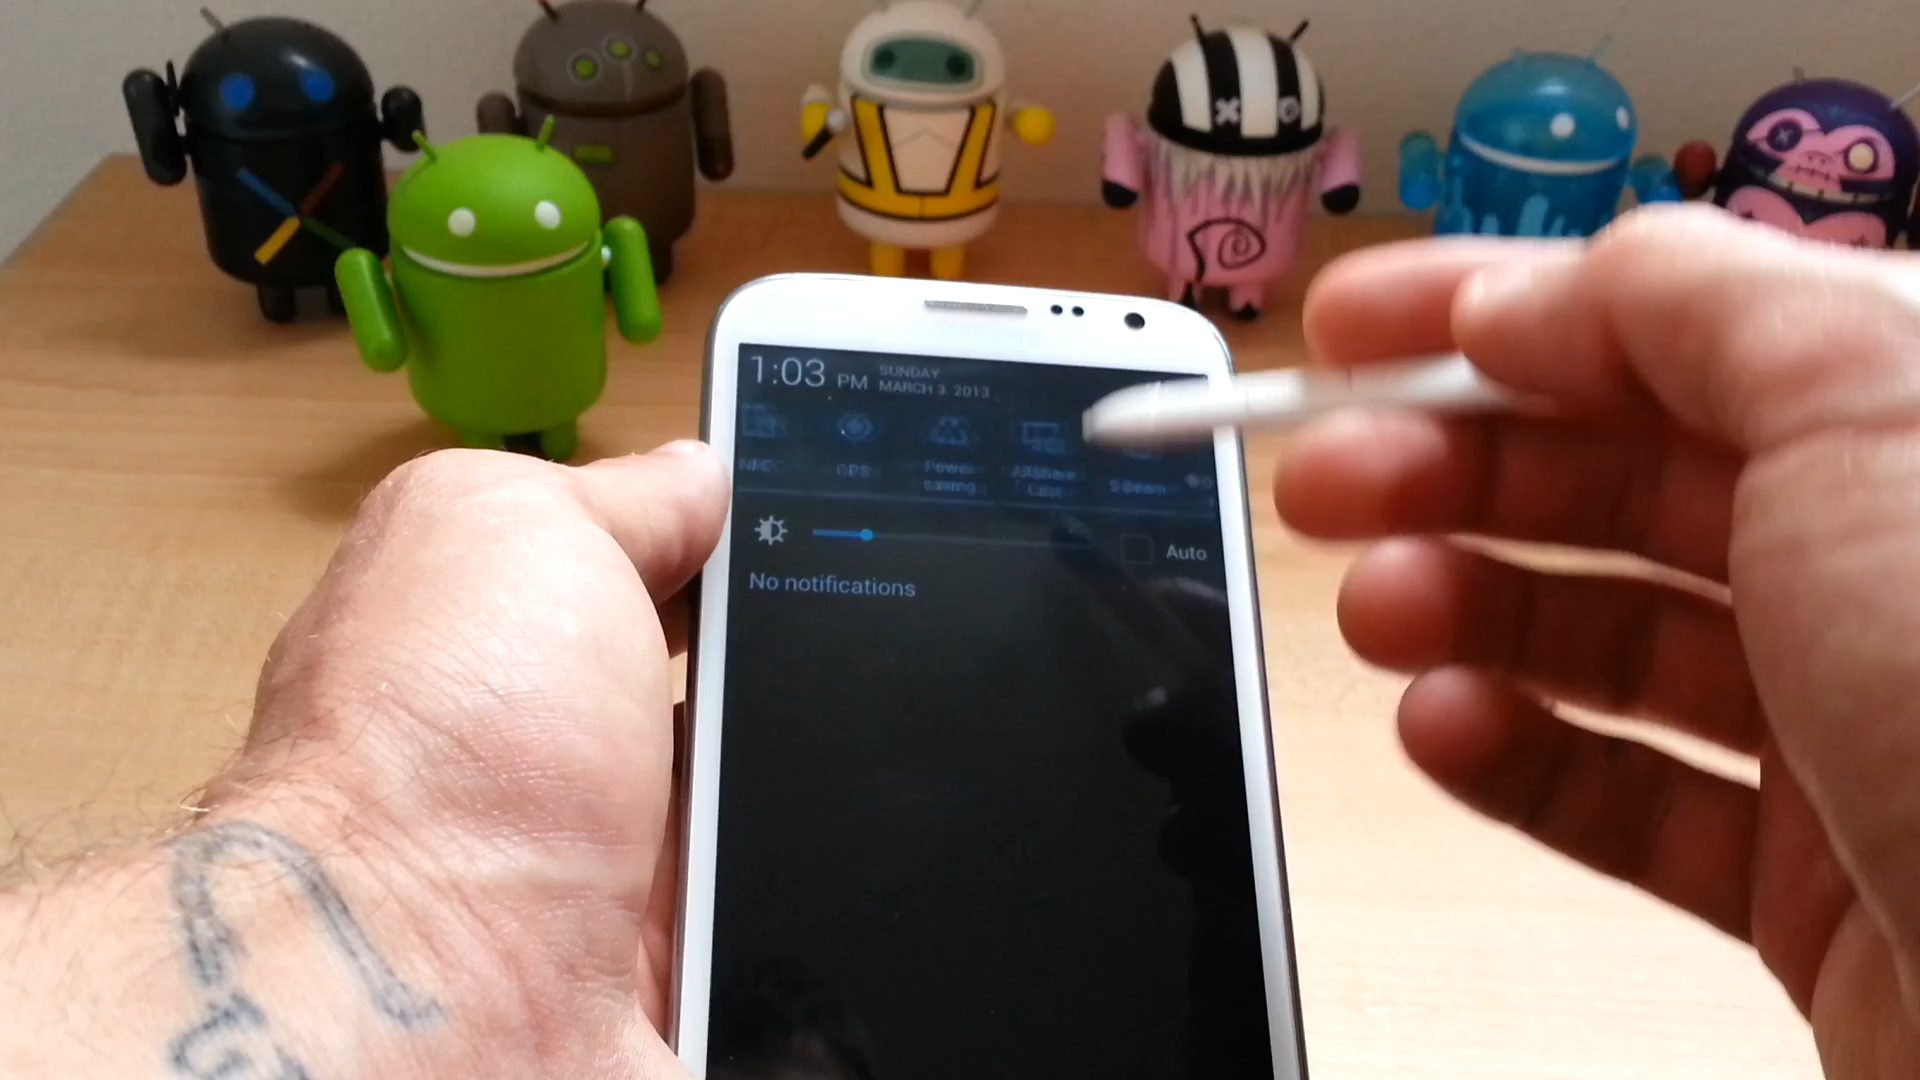 1:03 PM
SUNDAY
MARCH 3, 2013
NFC
GPS
Power saving
AllShare Cast
S Beam
Auto
No notifications